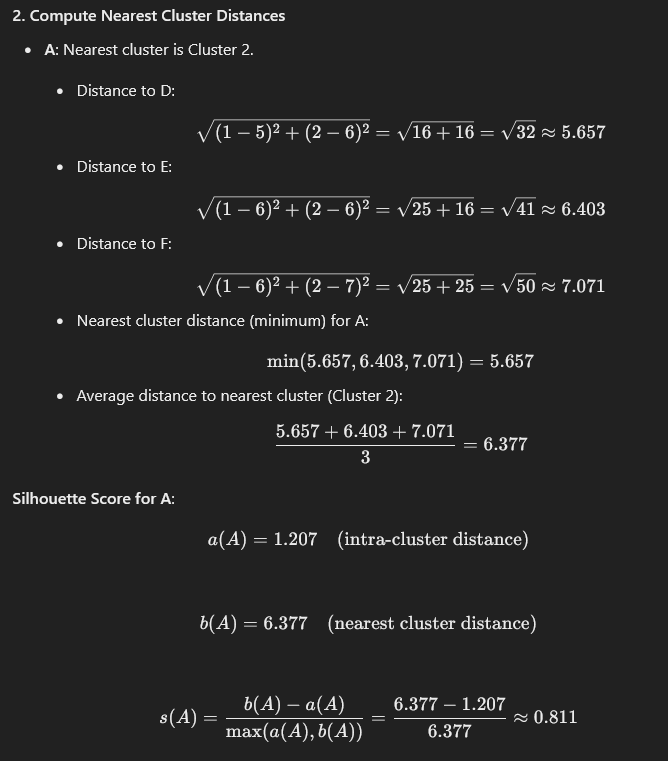 2. Compute Nearest Cluster Distances
• A: Nearest cluster is Cluster 2.
• Distance to D:
√(1 − 5)² + (2 − 6)² = √16 + 16 = √32 ≈ 5.657
• Distance to E:
√(1 − 6)² + (2 − 6)² = √25 + 16 = √41 ≈ 6.403
• Distance to F:
√(1 − 6)² + (2 − 7)² = √25 + 25 = √50 ≈ 7.071
• Nearest cluster distance (minimum) for A:
min(5.657, 6.403, 7.071) = 5.657
• Average distance to nearest cluster (Cluster 2):
5.657 + 6.403 + 7.071
3
= 6.377
Silhouette Score for A:
a(A) = 1.207 (intra-cluster distance)
b(A) = 6.377 (nearest cluster distance)
s(A) = b(A) − a(A) / max(a(A), b(A)) = 6.377 − 1.207 / 6.377 ≈ 0.811